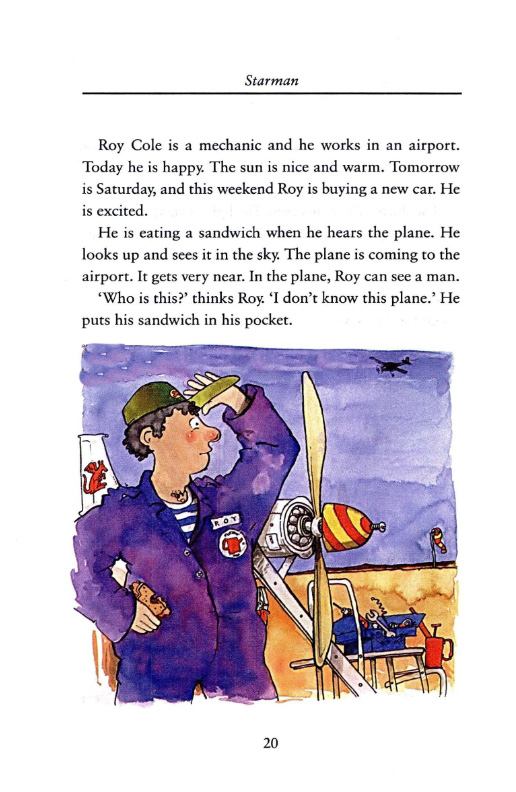 Starman
Roy Cole is a mechanic and he works in an airport.
Today he is happy. The sun is nice and warm. Tomorrow
is Saturday, and this weekend Roy is buying a new car. He
is excited.
He is eating a sandwich when he hears the plane. He
looks up and sees it in the sky. The plane is coming to the
airport. It gets very near. In the plane, Roy can see a man.
‘Who is this?’ thinks Roy. ‘I don’t know this plane.’ He
puts his sandwich in his pocket.
ROY
20